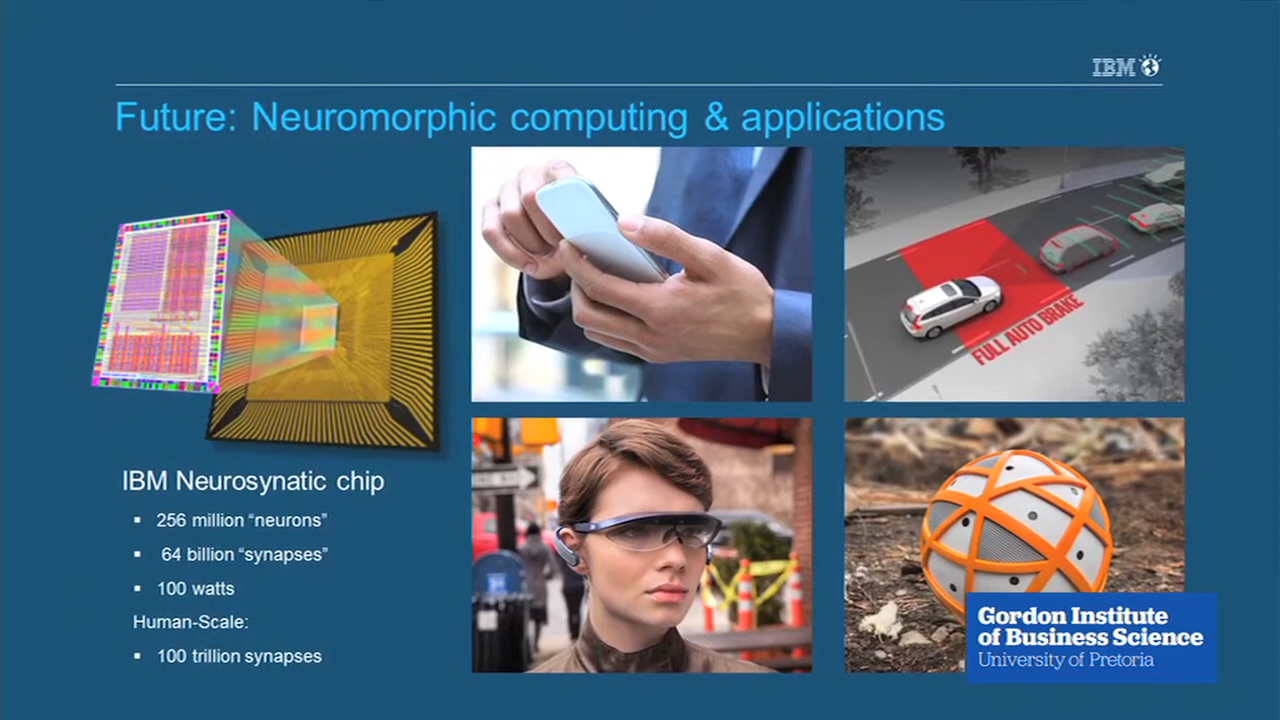 IBM
Future: Neuromorphic computing & applications
FULL AUTO BRAKE
IBM Neurosynatic chip
▪ 256 million “neurons”
▪ 64 billion “synapses”
▪ 100 watts
Human-Scale:
▪ 100 trillion synapses
Gordon Institute
of Business Science
University of Pretoria